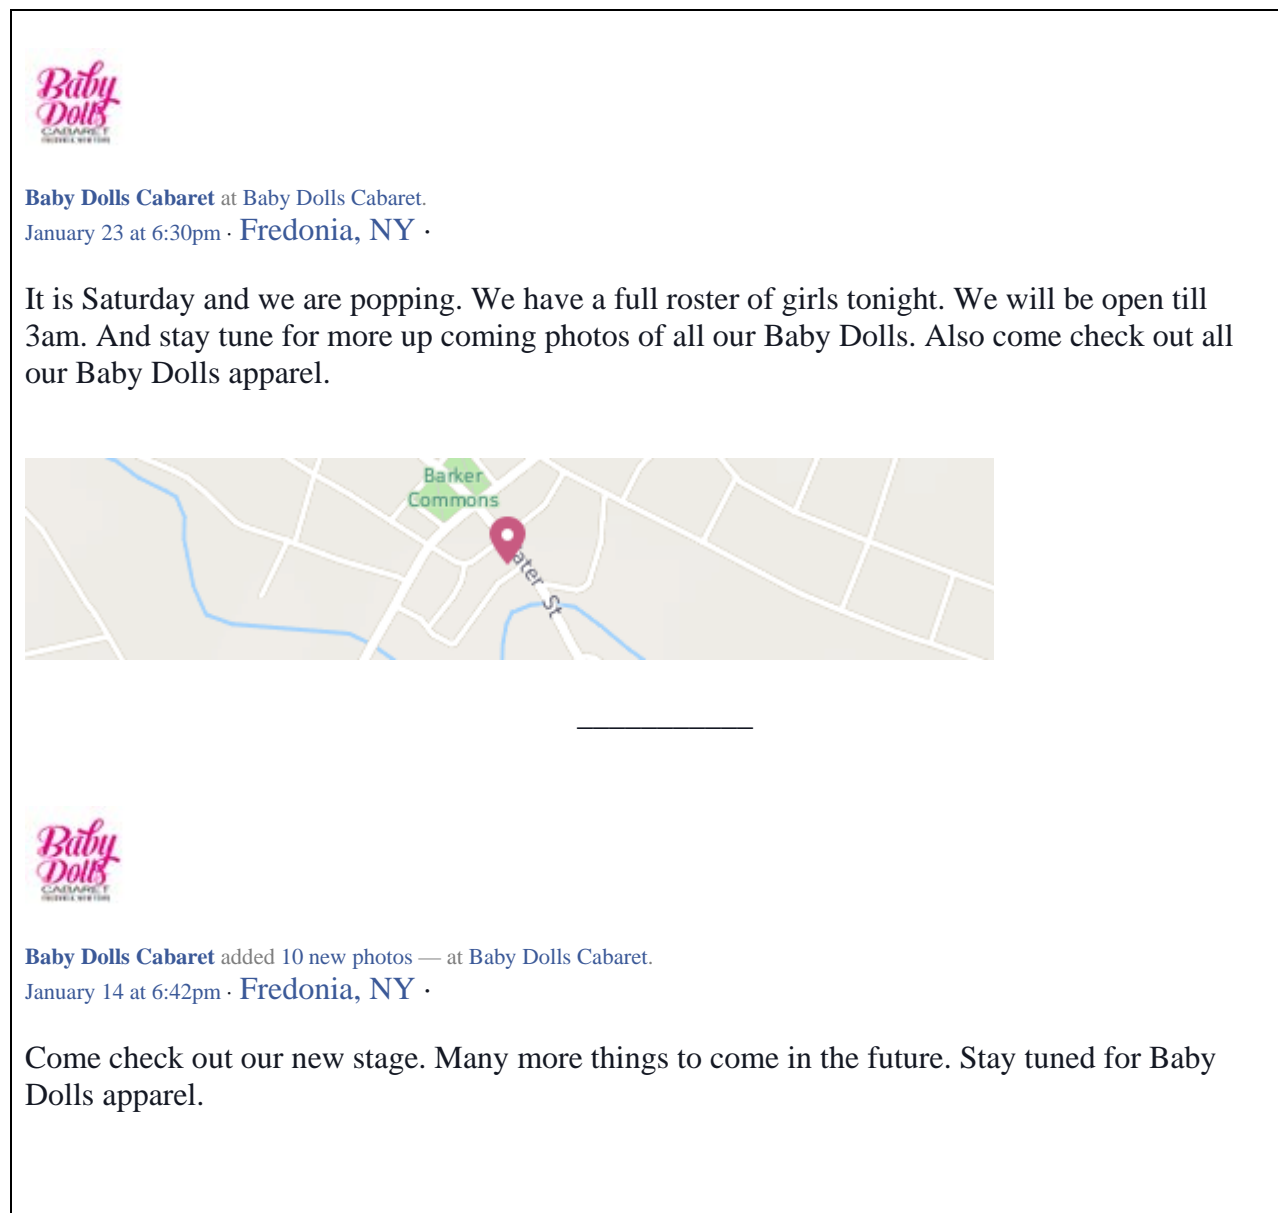 Baby
Dolls
CABARET
Baby Dolls Cabaret at Baby Dolls Cabaret.
January 23 at 6:30pm · Fredonia, NY ·
It is Saturday and we are popping. We have a full roster of girls tonight. We will be open till
3am. And stay tune for more up coming photos of all our Baby Dolls. Also come check out all
our Baby Dolls apparel.
Barker
Commons
ater St
___________
Baby
Dolls
CABARET
Baby Dolls Cabaret added 10 new photos — at Baby Dolls Cabaret.
January 14 at 6:42pm · Fredonia, NY ·
Come check out our new stage. Many more things to come in the future. Stay tuned for Baby
Dolls apparel.